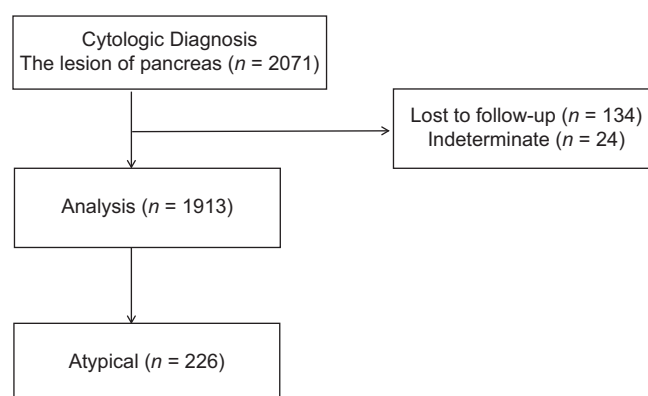 Cytologic Diagnosis
The lesion of pancreas (n = 2071)
Lost to follow-up (n = 134)
Indeterminate (n = 24)
Analysis (n = 1913)
Atypical (n = 226)